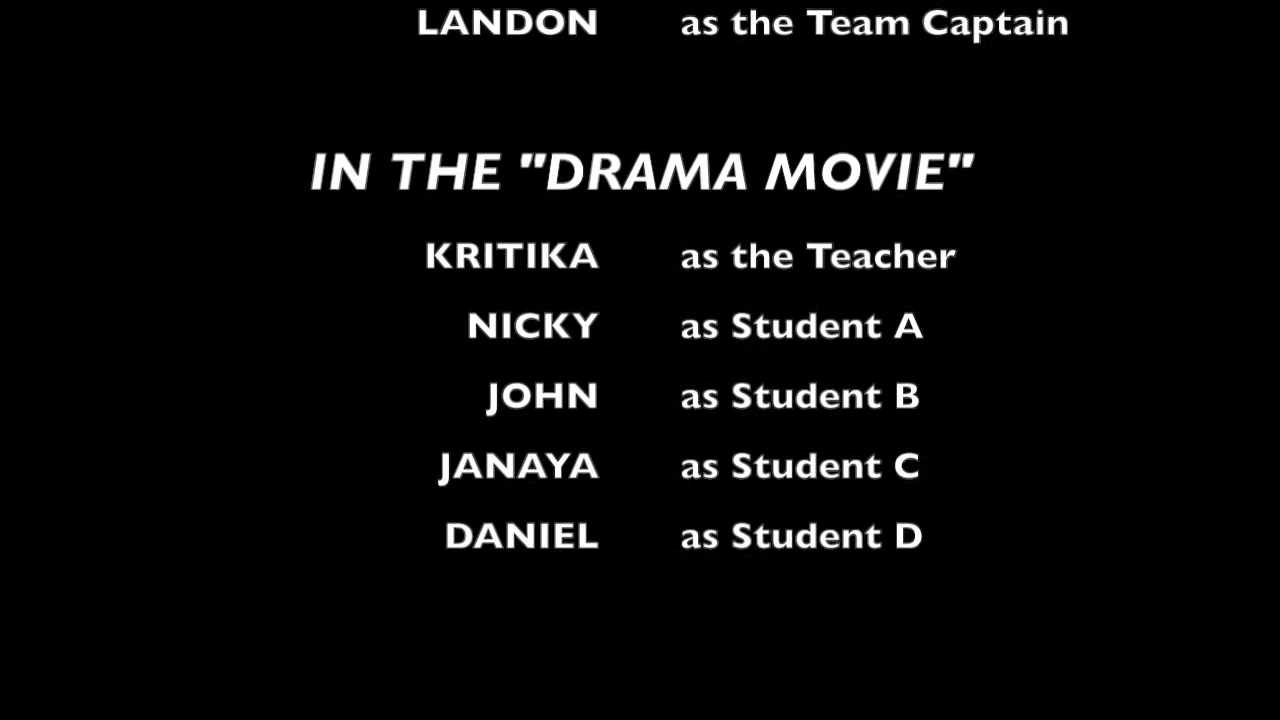 LANDON as the Team Captain
IN THE "DRAMA MOVIE"
KRITIKA as the Teacher
NICKY as Student A
JOHN as Student B
JANAYA as Student C
DANIEL as Student D